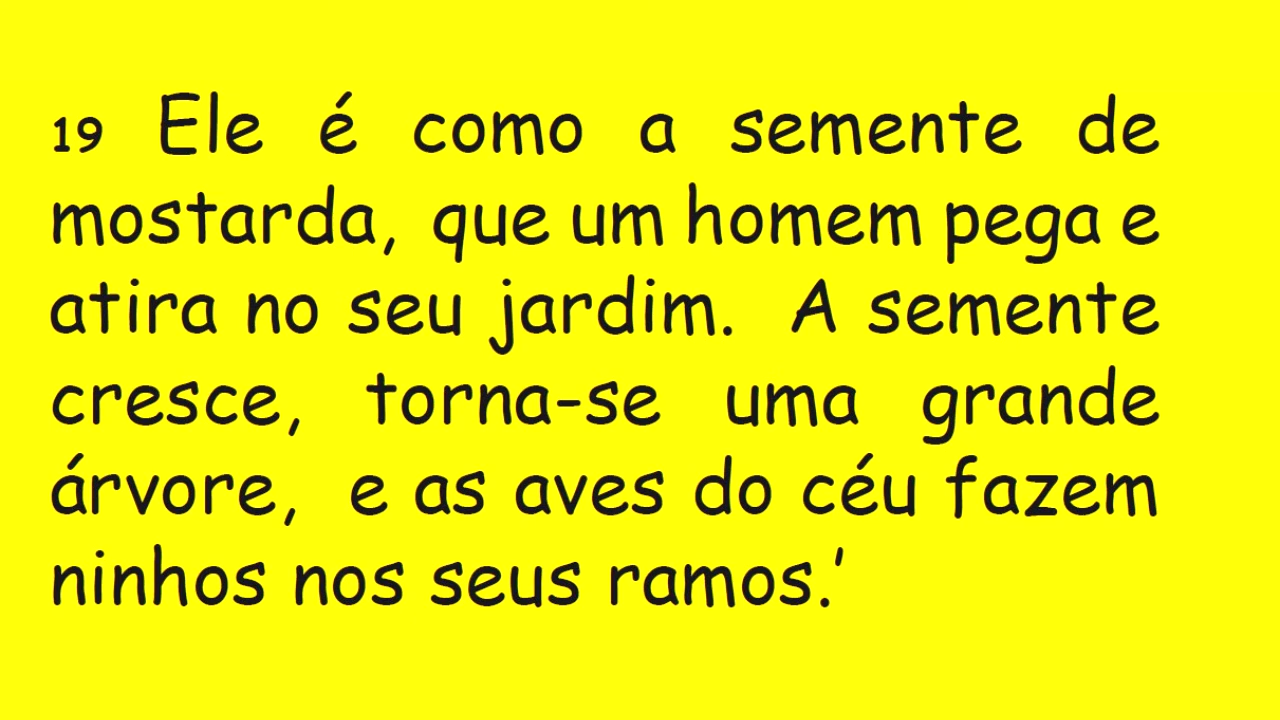 19 Ele é como a semente de
mostarda, que um homem pega e
atira no seu jardim. A semente
cresce, torna-se uma grande
árvore, e as aves do céu fazem
ninhos nos seus ramos.’